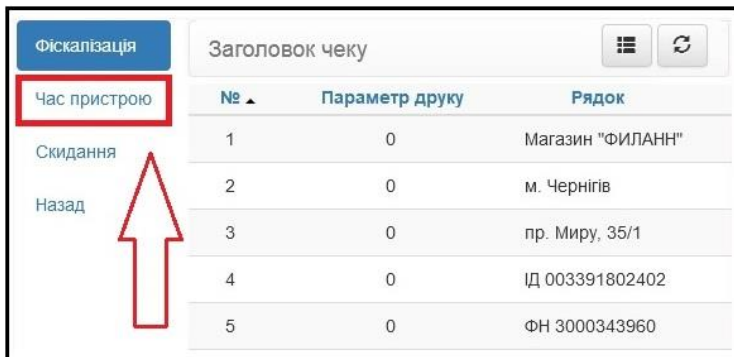 Фіскалізація
Час пристрою
Скидання
Назад
Заголовок чеку
№ Параметр друку Рядок
1 0 Магазин "ФИЛАНН"
2 0 м. Чернігів
3 0 пр. Миру, 35/1
4 0 ІД 003391802402
5 0 ФН 3000343960